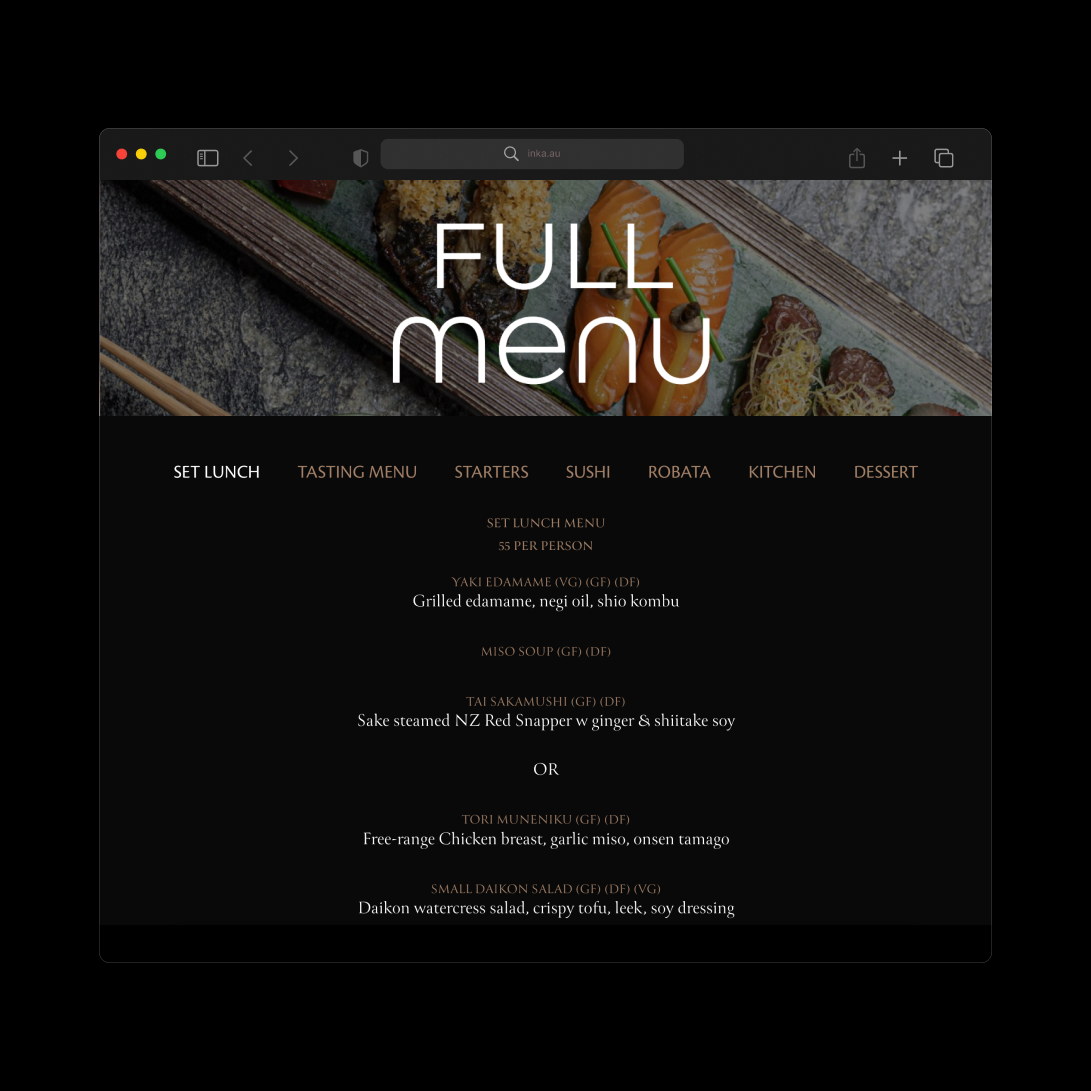 inka.au
FULL
menu
SET LUNCH TASTING MENU STARTERS SUSHI ROBATA KITCHEN DESSERT
SET LUNCH MENU
55 PER PERSON
YAKI EDAMAME (VG) (GF) (DF)
Grilled edamame, negi oil, shio kombu
MISO SOUP (GF) (DF)
TAI SAKAMUSHI (GF) (DF)
Sake steamed NZ Red Snapper w ginger & shiitake soy
OR
TORI MUNENIKU (GF) (DF)
Free-range Chicken breast, garlic miso, onsen tamago
SMALL DAIKON SALAD (GF) (DF) (VG)
Daikon watercress salad, crispy tofu, leek, soy dressing